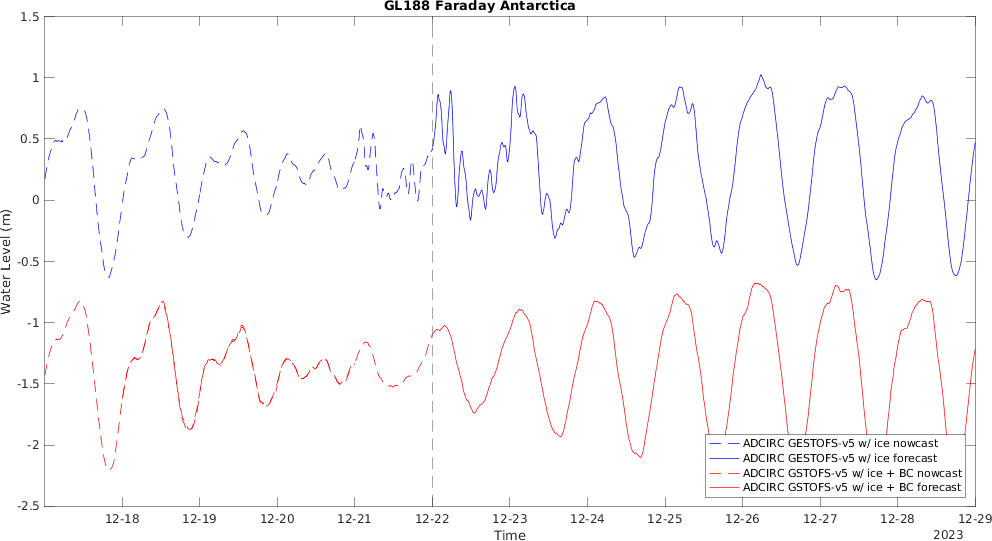 GL188 Faraday Antarctica
1.5
1
0.5
0
-0.5
-1
-1.5
-2
-2.5
Water Level (m)
ADCIRC GESTOFS-v5 w/ ice nowcast
ADCIRC GESTOFS-v5 w/ ice forecast
ADCIRC GSTOFS-v5 w/ ice + BC nowcast
ADCIRC GSTOFS-v5 w/ ice + BC forecast
12-18 12-19 12-20 12-21 12-22 12-23 12-24 12-25 12-26 12-27 12-28 12-29
Time
2023